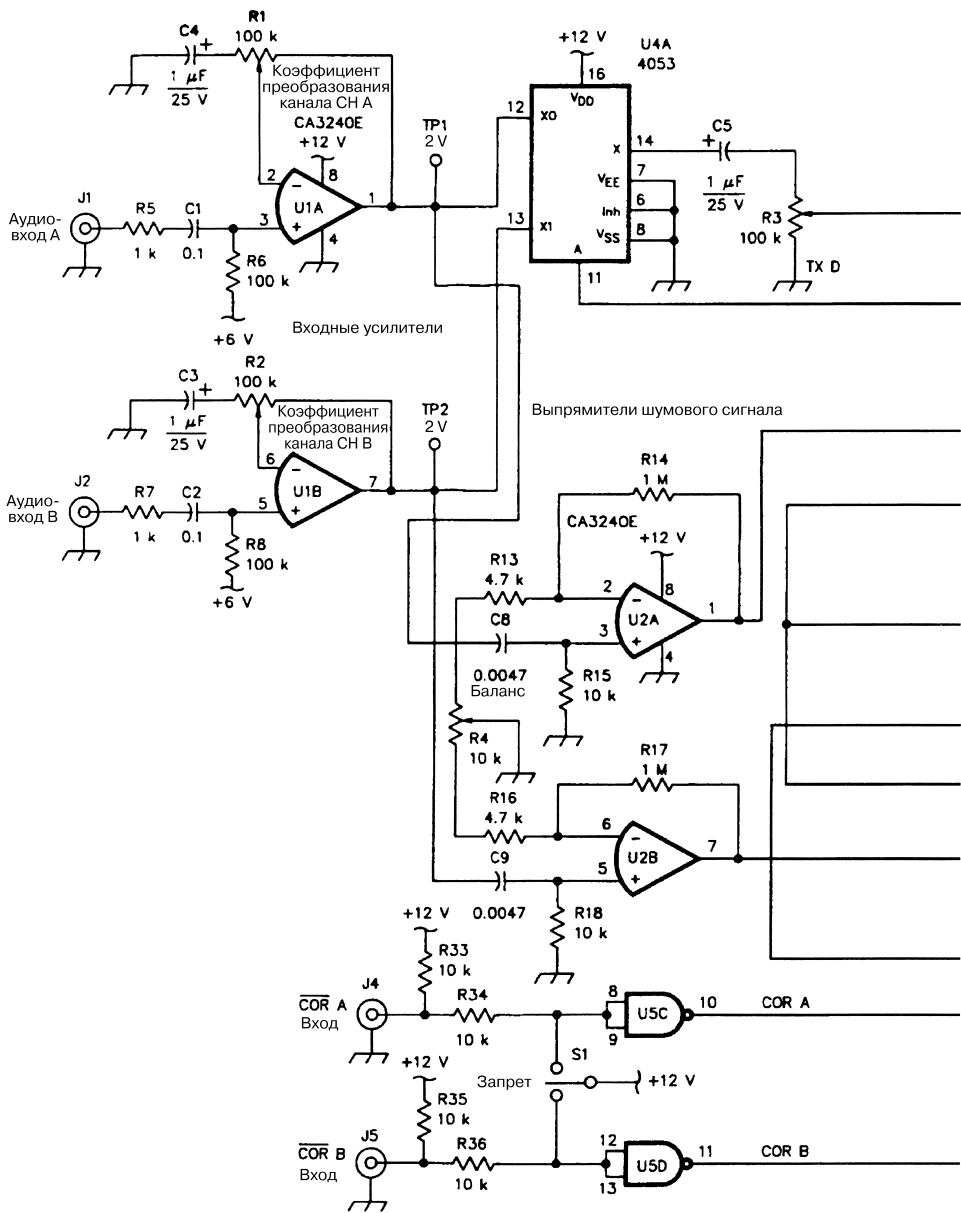 C4
+
1 µF
25 V
R1
100 k
Коэффициент
преобразования
канала CH A
CA3240E
+12 V
8
2
−
U1A
1
3
+
4
J1
Аудио-
вход A
R5
1 k
C1
0.1
R6
100 k
+6 V
TP1
2 V
+12 V
U4A
4053
16
VDD
12
X0
13
X1
X
14
VEE
7
Inh
6
VSS
8
A
11
+
C5
1 µF
25 V
R3
100 k
TX D
Входные усилители
C3
+
1 µF
25 V
R2
100 k
Коэффициент
преобразования
канала CH B
6
−
U1B
7
5
+
J2
Аудио-
вход B
R7
1 k
C2
0.1
R8
100 k
+6 V
TP2
2 V
Выпрямители шумового сигнала
R14
1 M
CA3240E
+12 V
8
R13
4.7 k
2
−
U2A
1
3
+
4
C8
0.0047
R15
10 k
Баланс
R4
10 k
R17
1 M
R16
4.7 k
6
−
U2B
7
5
+
C9
0.0047
R18
10 k
+12 V
R33
10 k
J4
COR A
Вход
R34
10 k
8
9
U5C
10
COR A
S1
Запрет
+12 V
+12 V
R35
10 k
J5
COR B
Вход
R36
10 k
12
13
U5D
11
COR B